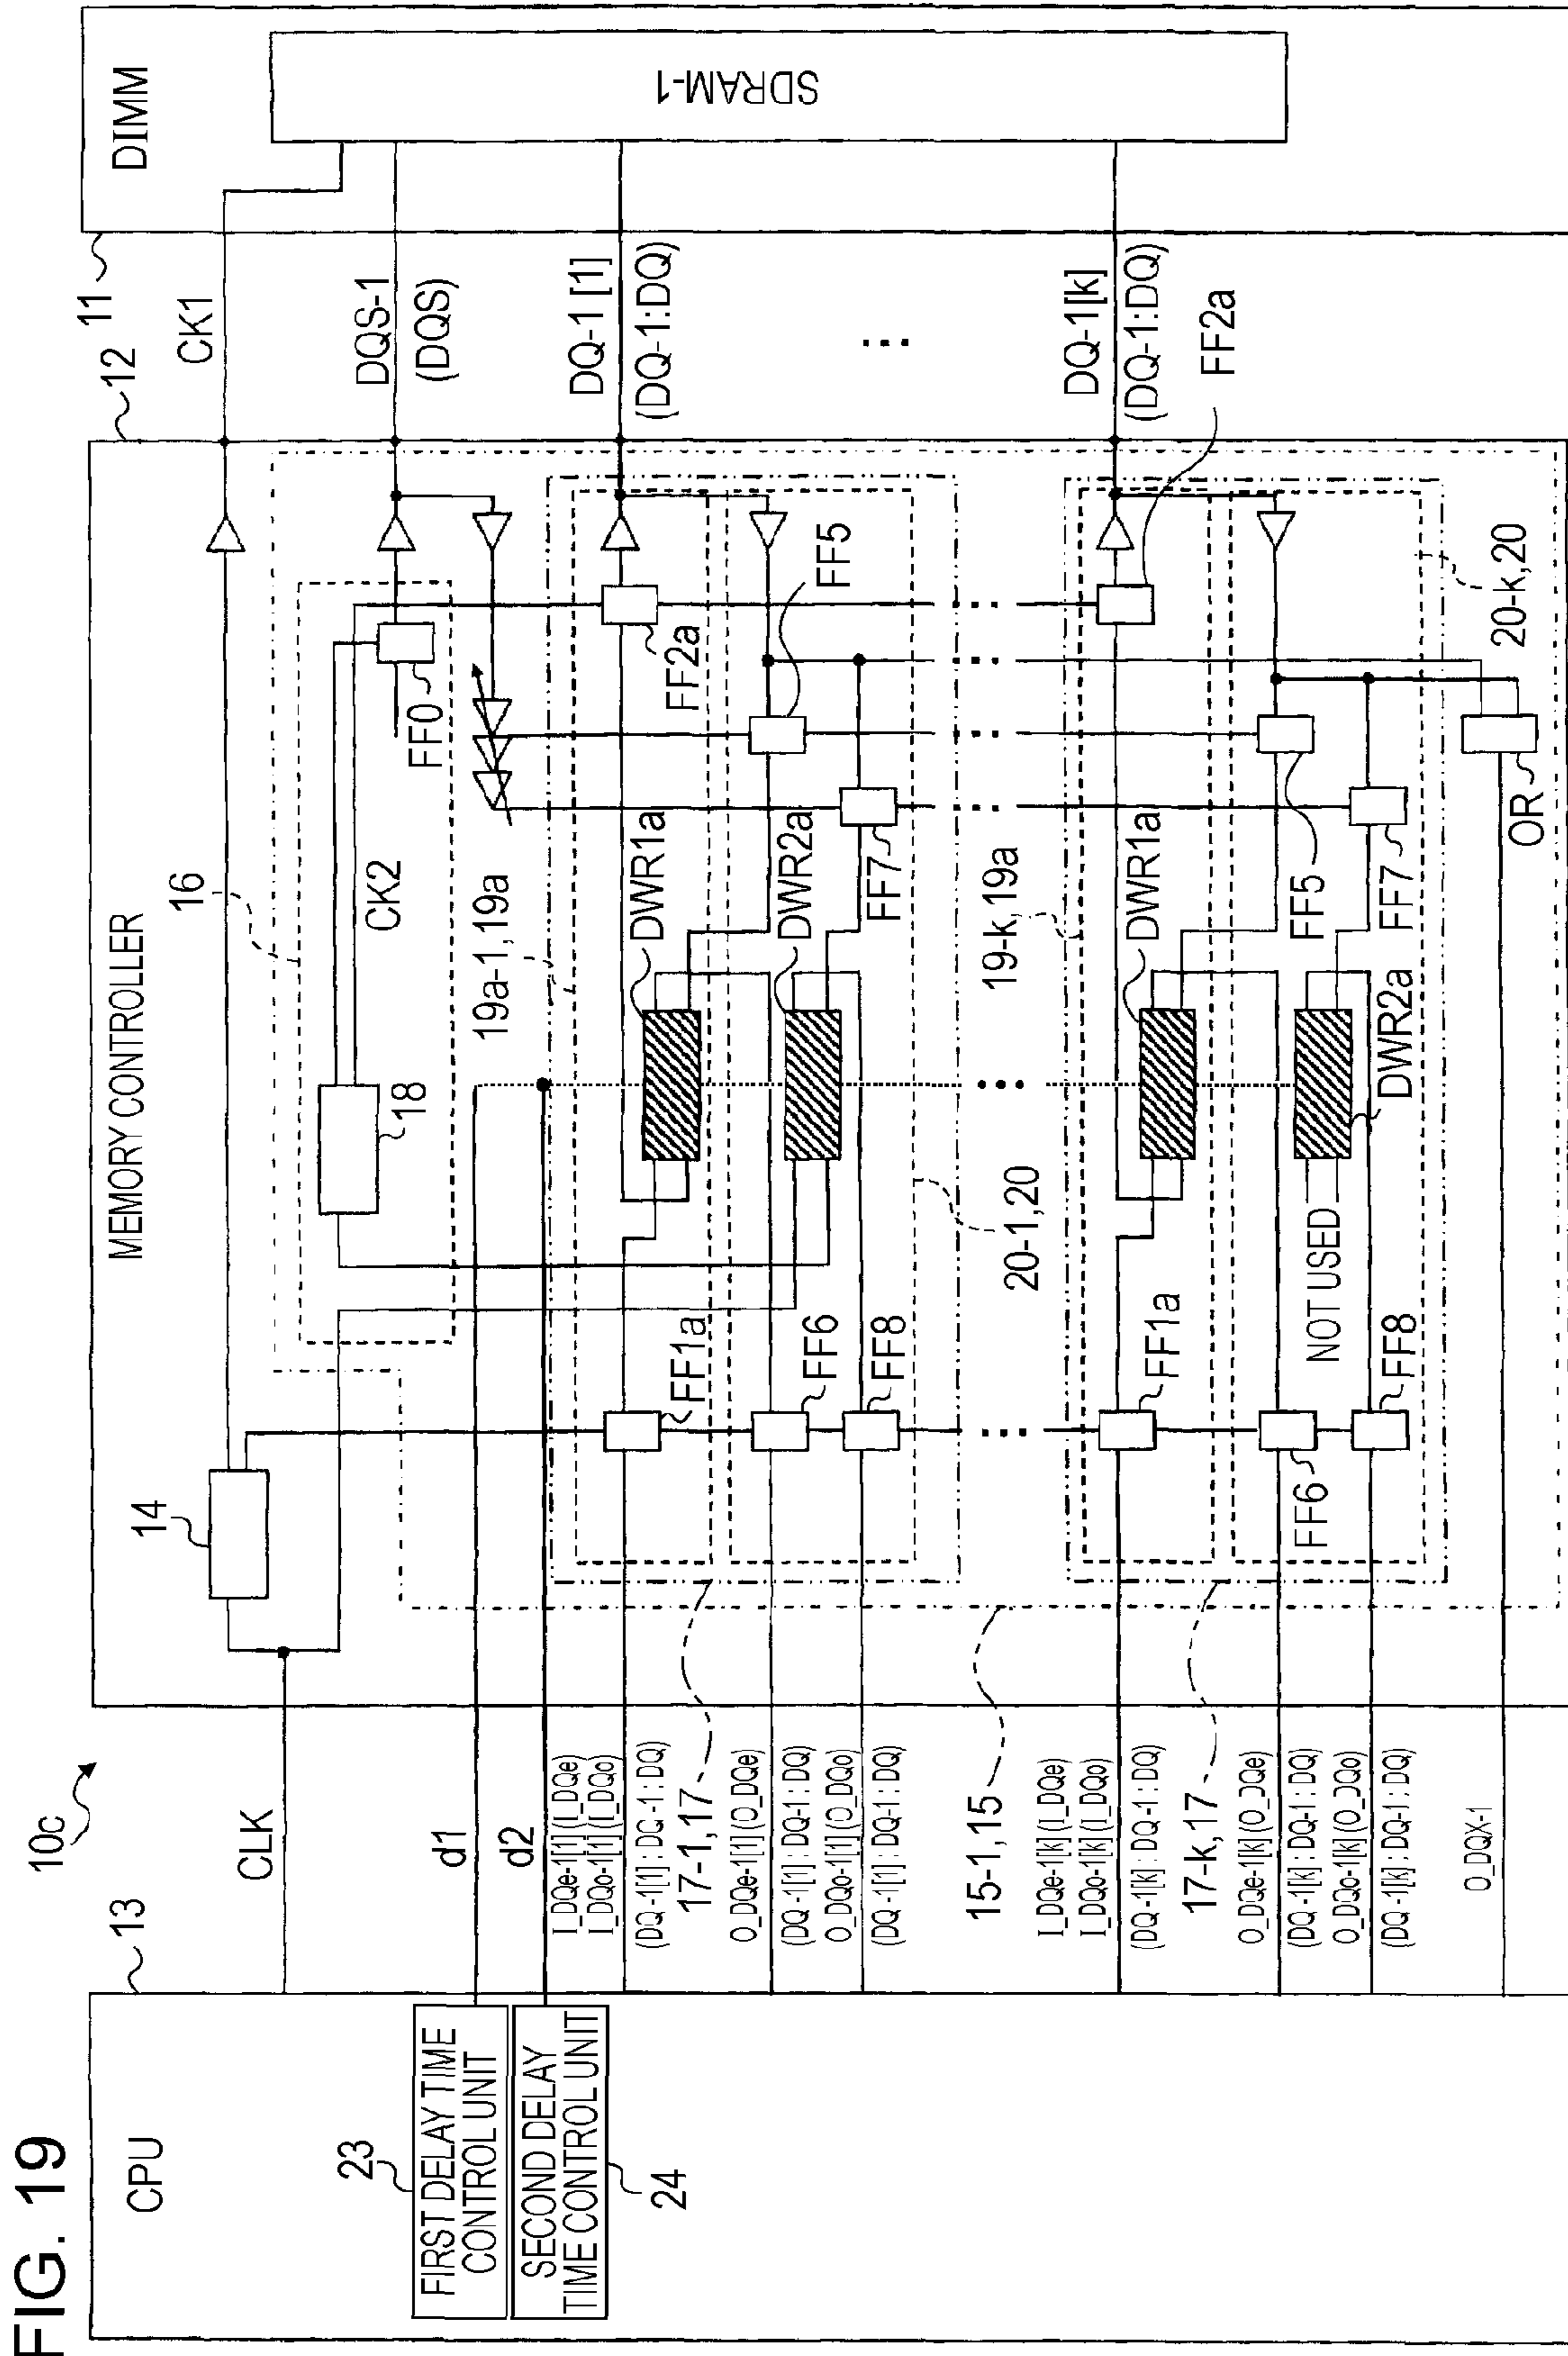 FIG. 19
10c
13
CPU
23
FIRST DELAY TIME
CONTROL UNIT
SECOND DELAY
TIME CONTROL UNIT
24
CLK
d1
d2
I_DQe-1[1] (I_DQe)
I_DQo-1[1] (I_DQo)
(DQ-1[1] : DQ-1 : DQ)
17-1,17
O_DQe-1[1] (O_DQe)
(DQ-1[1] : DQ-1 : DQ)
O_DQo-1[1] (O_DQo)
(DQ-1[1] : DQ-1 : DQ)
15-1,15
I_DQe-1[k] (I_DQe)
I_DQo-1[k] (I_DQo)
(DQ-1[k] : DQ-1 : DQ)
17-k,17
O_DQe-1[k] (O_DQe)
(DQ-1[k] : DQ-1 : DQ)
O_DQo-1[k] (O_DQo)
(DQ-1[k] : DQ-1 : DQ)
O_DQX-1
12
MEMORY CONTROLLER
14
16
18
CK2
FF0
19a-1,19a
FF1a
DWR1a
FF2a
FF6
DWR2a
FF5
FF8
FF7
20-1,20
...
19-k,19a
FF1a
DWR1a
FF2a
FF6
NOT USED
FF5
FF8
DWR2a
FF7
20-k,20
OR
CK1
DQS-1
(DQS)
DQ-1 [1]
(DQ-1:DQ)
...
DQ-1[k]
(DQ-1:DQ)
11
DIMM
SDRAM-1